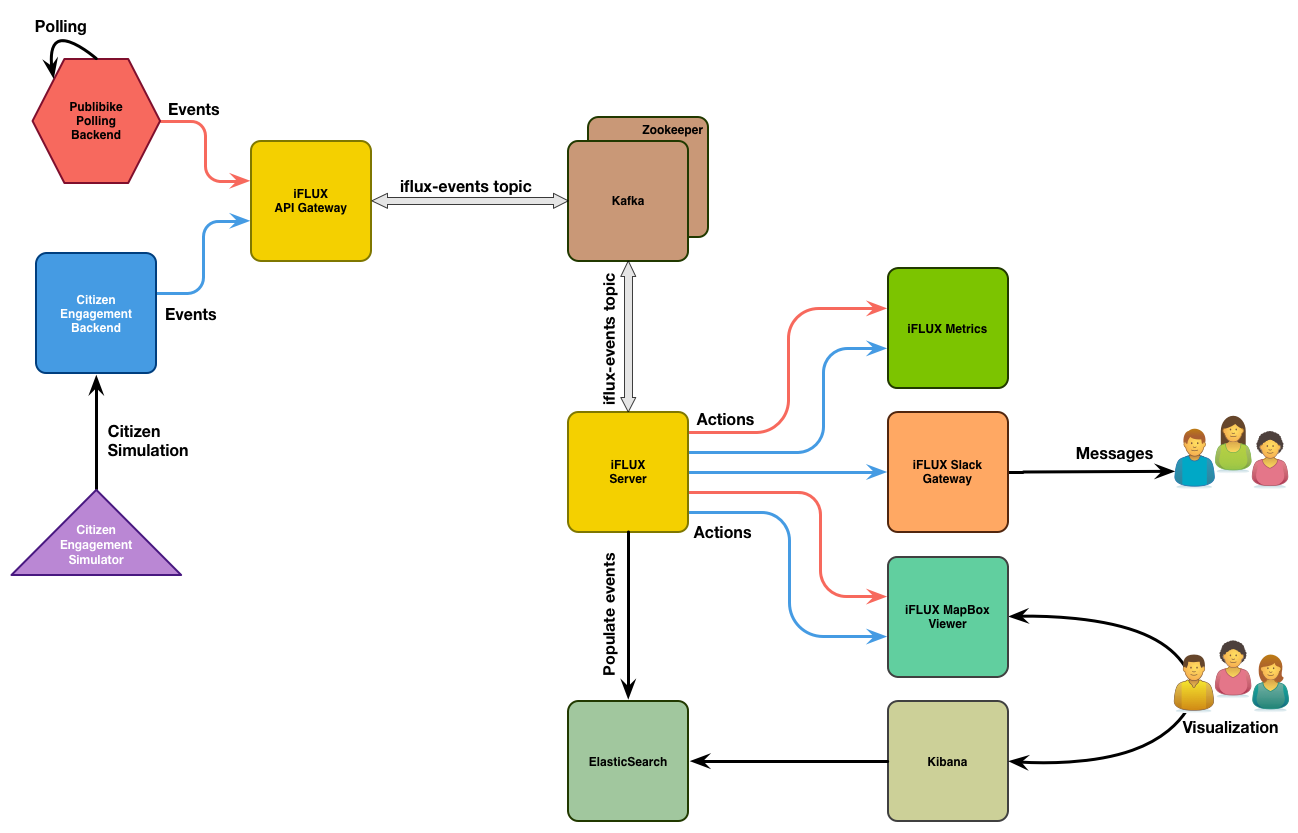 Polling
Publibike
Polling
Backend
Events
iFLUX
API Gateway
iflux-events topic
Zookeeper
Kafka
Citizen
Engagement
Backend
Events
iflux-events topic
iFLUX Metrics
Citizen
Simulation
Actions
iFLUX
Server
iFLUX Slack
Gateway
Messages
Citizen
Engagement
Simulator
Actions
Populate events
iFLUX MapBox
Viewer
Visualization
ElasticSearch
Kibana